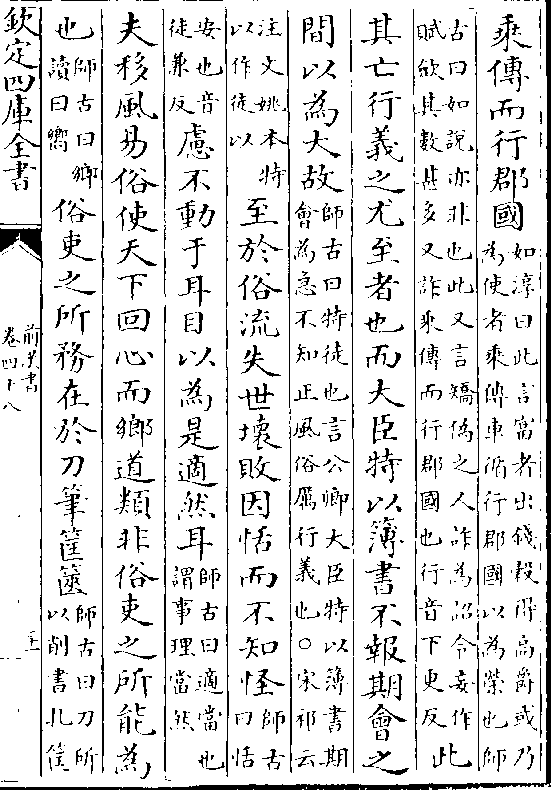 乘傳而行郡國如淳曰此言富者出錢穀得高爵或乃為使者乘傳車循行郡國以為榮也師
古曰如說亦非也此又言矯偽之人詐為詔令妄作賦斂其數甚多又詐乘傳而行郡國也行音下更反此
其亡行義之尤至者也而大臣特以簿書不報期會之
間以為大故師古曰特徒也言公卿大臣特以簿書期會為急不知正風俗厲行義也○宋祁云
注文姚本特以作徒以至於俗流失世壞敗因恬而不知怪師古曰恬
安也音徒兼反慮不動于耳目以為是適然耳師古曰適當也謂事理當然
夫移風易俗使天下回心而鄉道類非俗吏之所能為
也師古曰鄉讀曰嚮俗吏之所務在於刀筆筐篋師古曰刀所以削書札筐
欽定四庫全書
前漢書
卷四十八